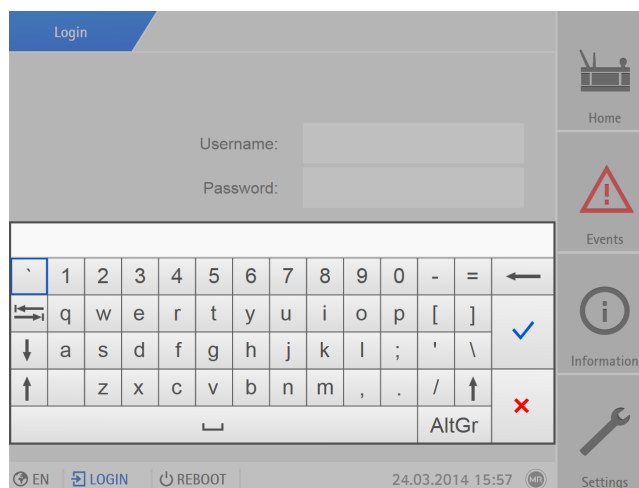 Login
Home
Username:
Password:
Events
` 1 2 3 4 5 6 7 8 9 0 - =
q w e r t y u i o p [ ]
a s d f g h j k l ; ' \
Information
z x c v b n m , . /
AltGr
EN LOGIN REBOOT 24.03.2014 15:57 MR
Settings